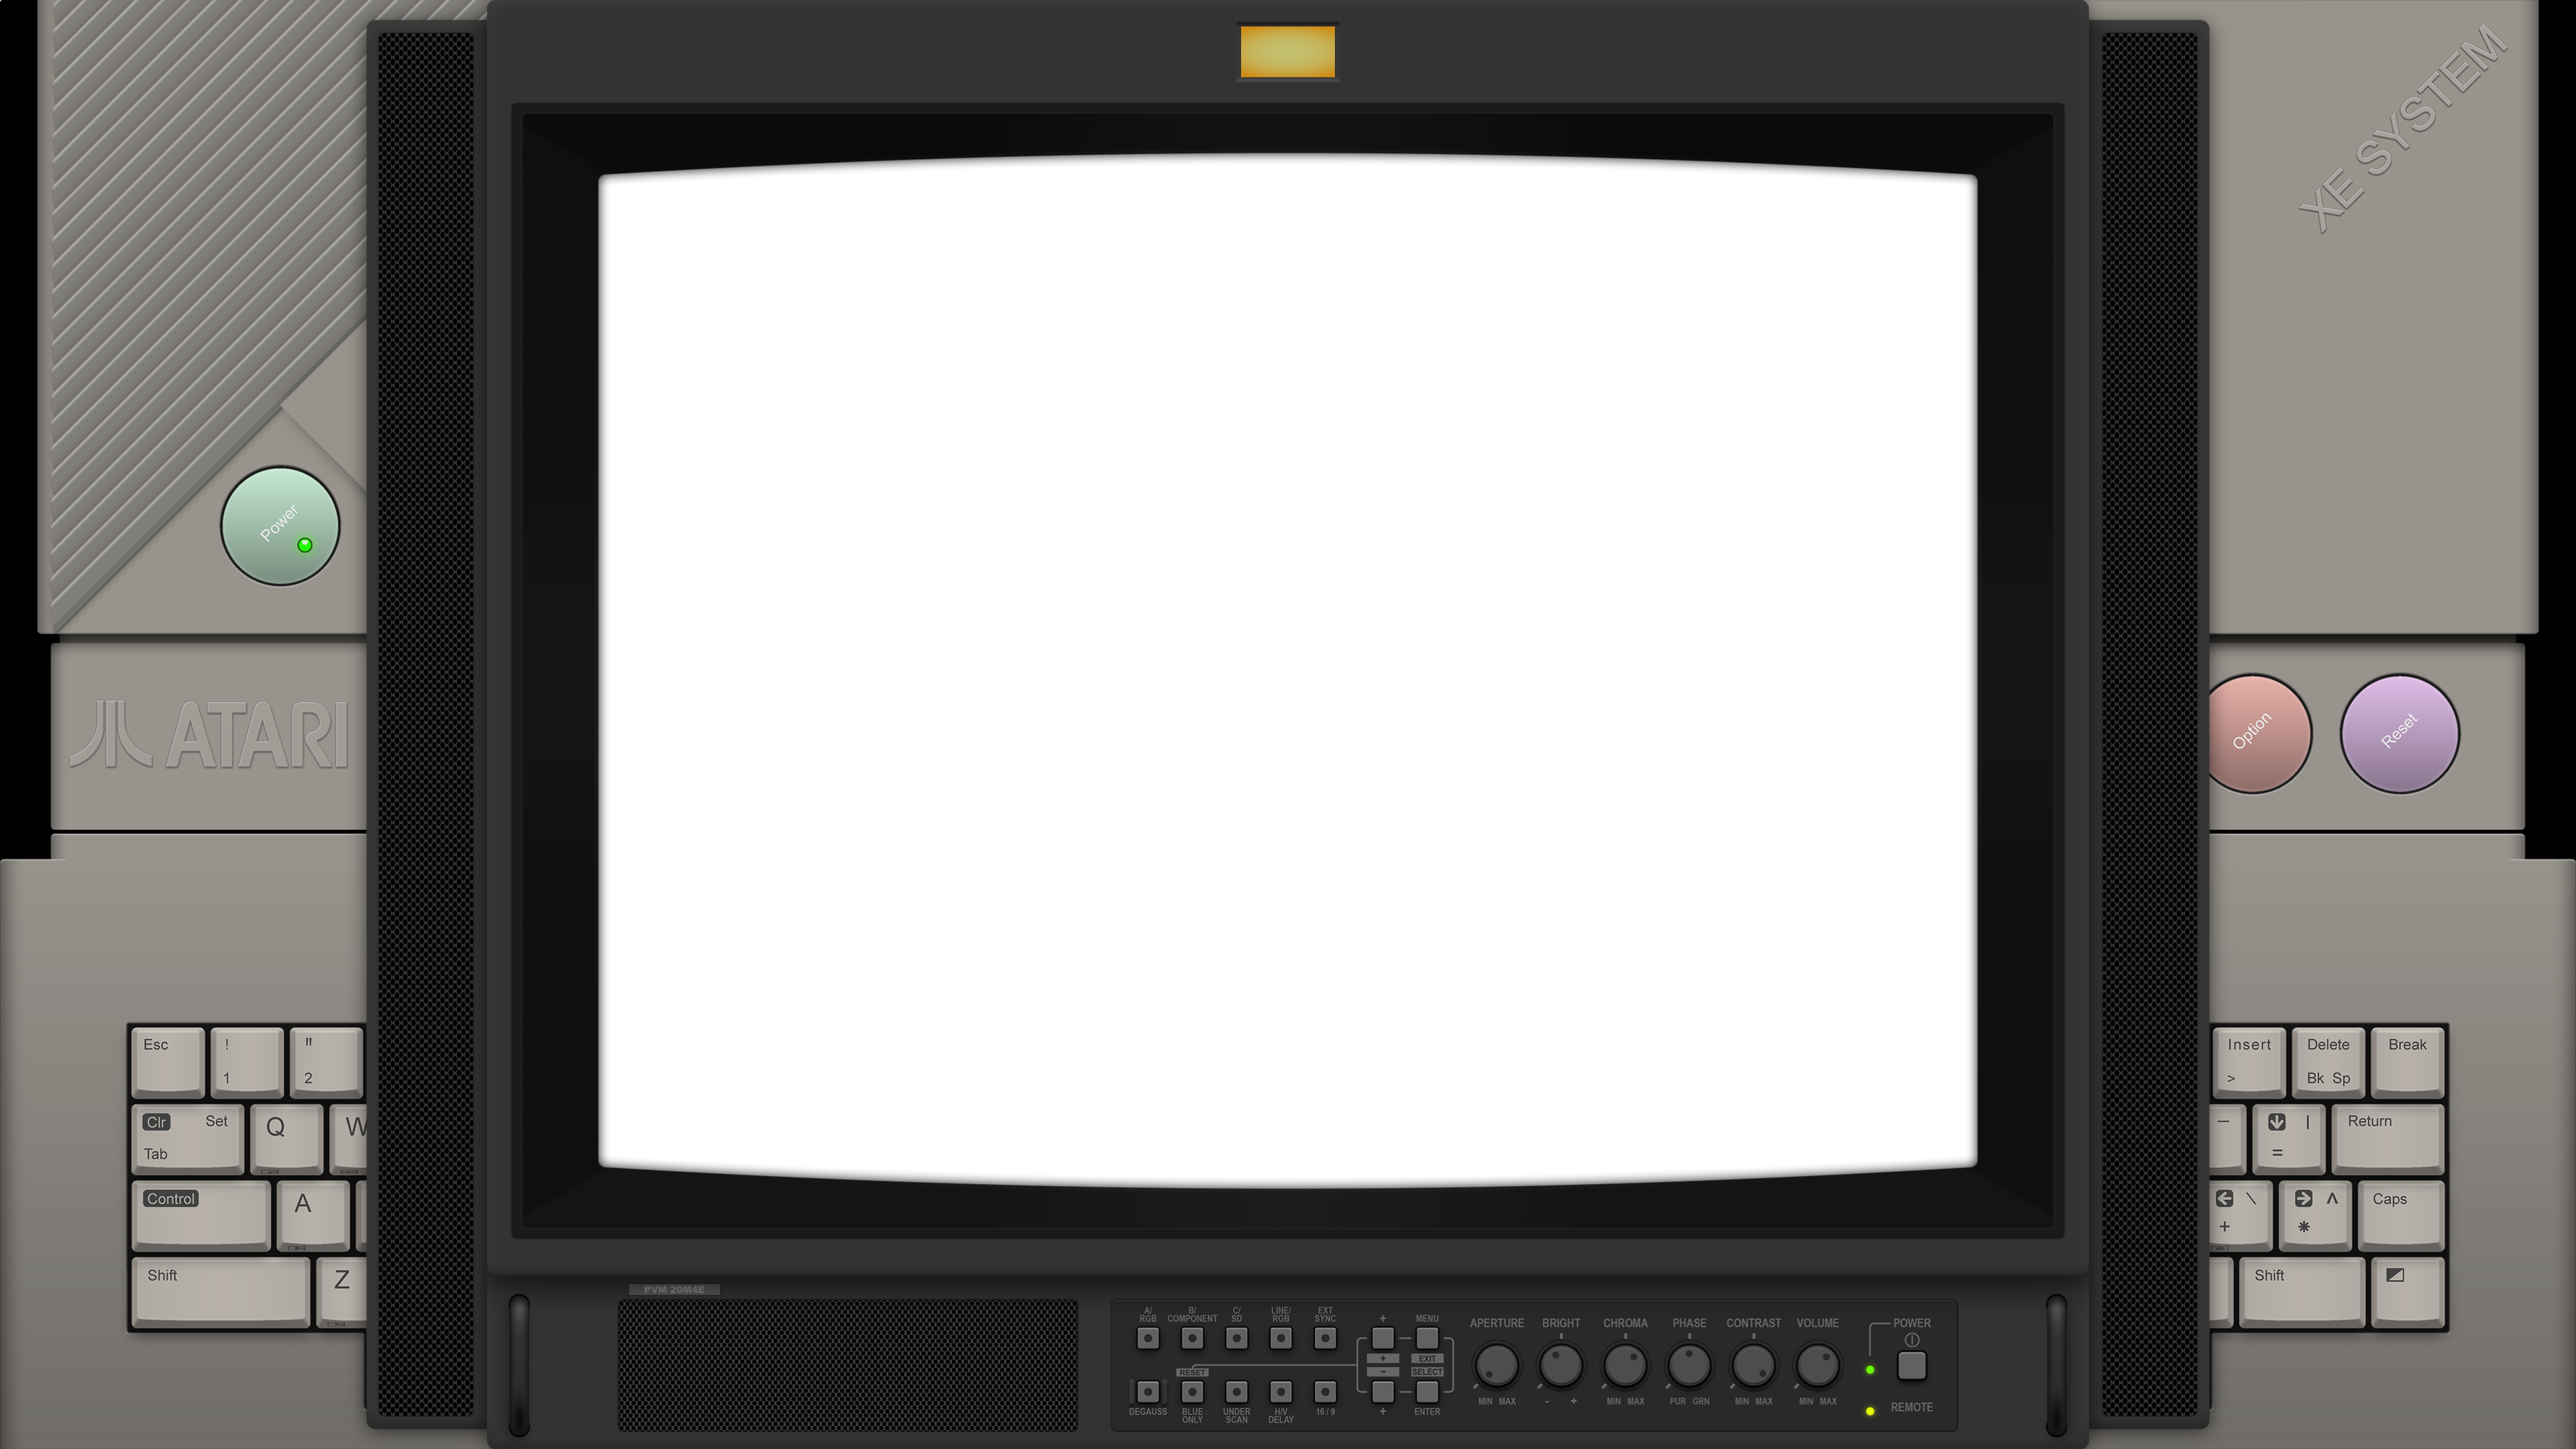 XE SYSTEM
Power
ATARI
Option
Reset
Esc
!
1
"
2
Insert
>
Delete
Bk Sp
Break
Clr Set
Tab
Q
W
—
|
=
Return
Control
A
\
+
^
*
Caps
Shift
Z
Shift
PVM 20M4E
A/
RGB
B/
COMPONENT
C/
SD
LINE/
RGB
EXT
SYNC
+
MENU
+
EXIT
RESET
−
SELECT
DEGAUSS
BLUE
ONLY
UNDER
SCAN
H/V
DELAY
16 / 9
+
ENTER
APERTURE
BRIGHT
CHROMA
PHASE
CONTRAST
VOLUME
MIN MAX
- +
MIN MAX
PUR GRN
MIN MAX
MIN MAX
POWER
REMOTE